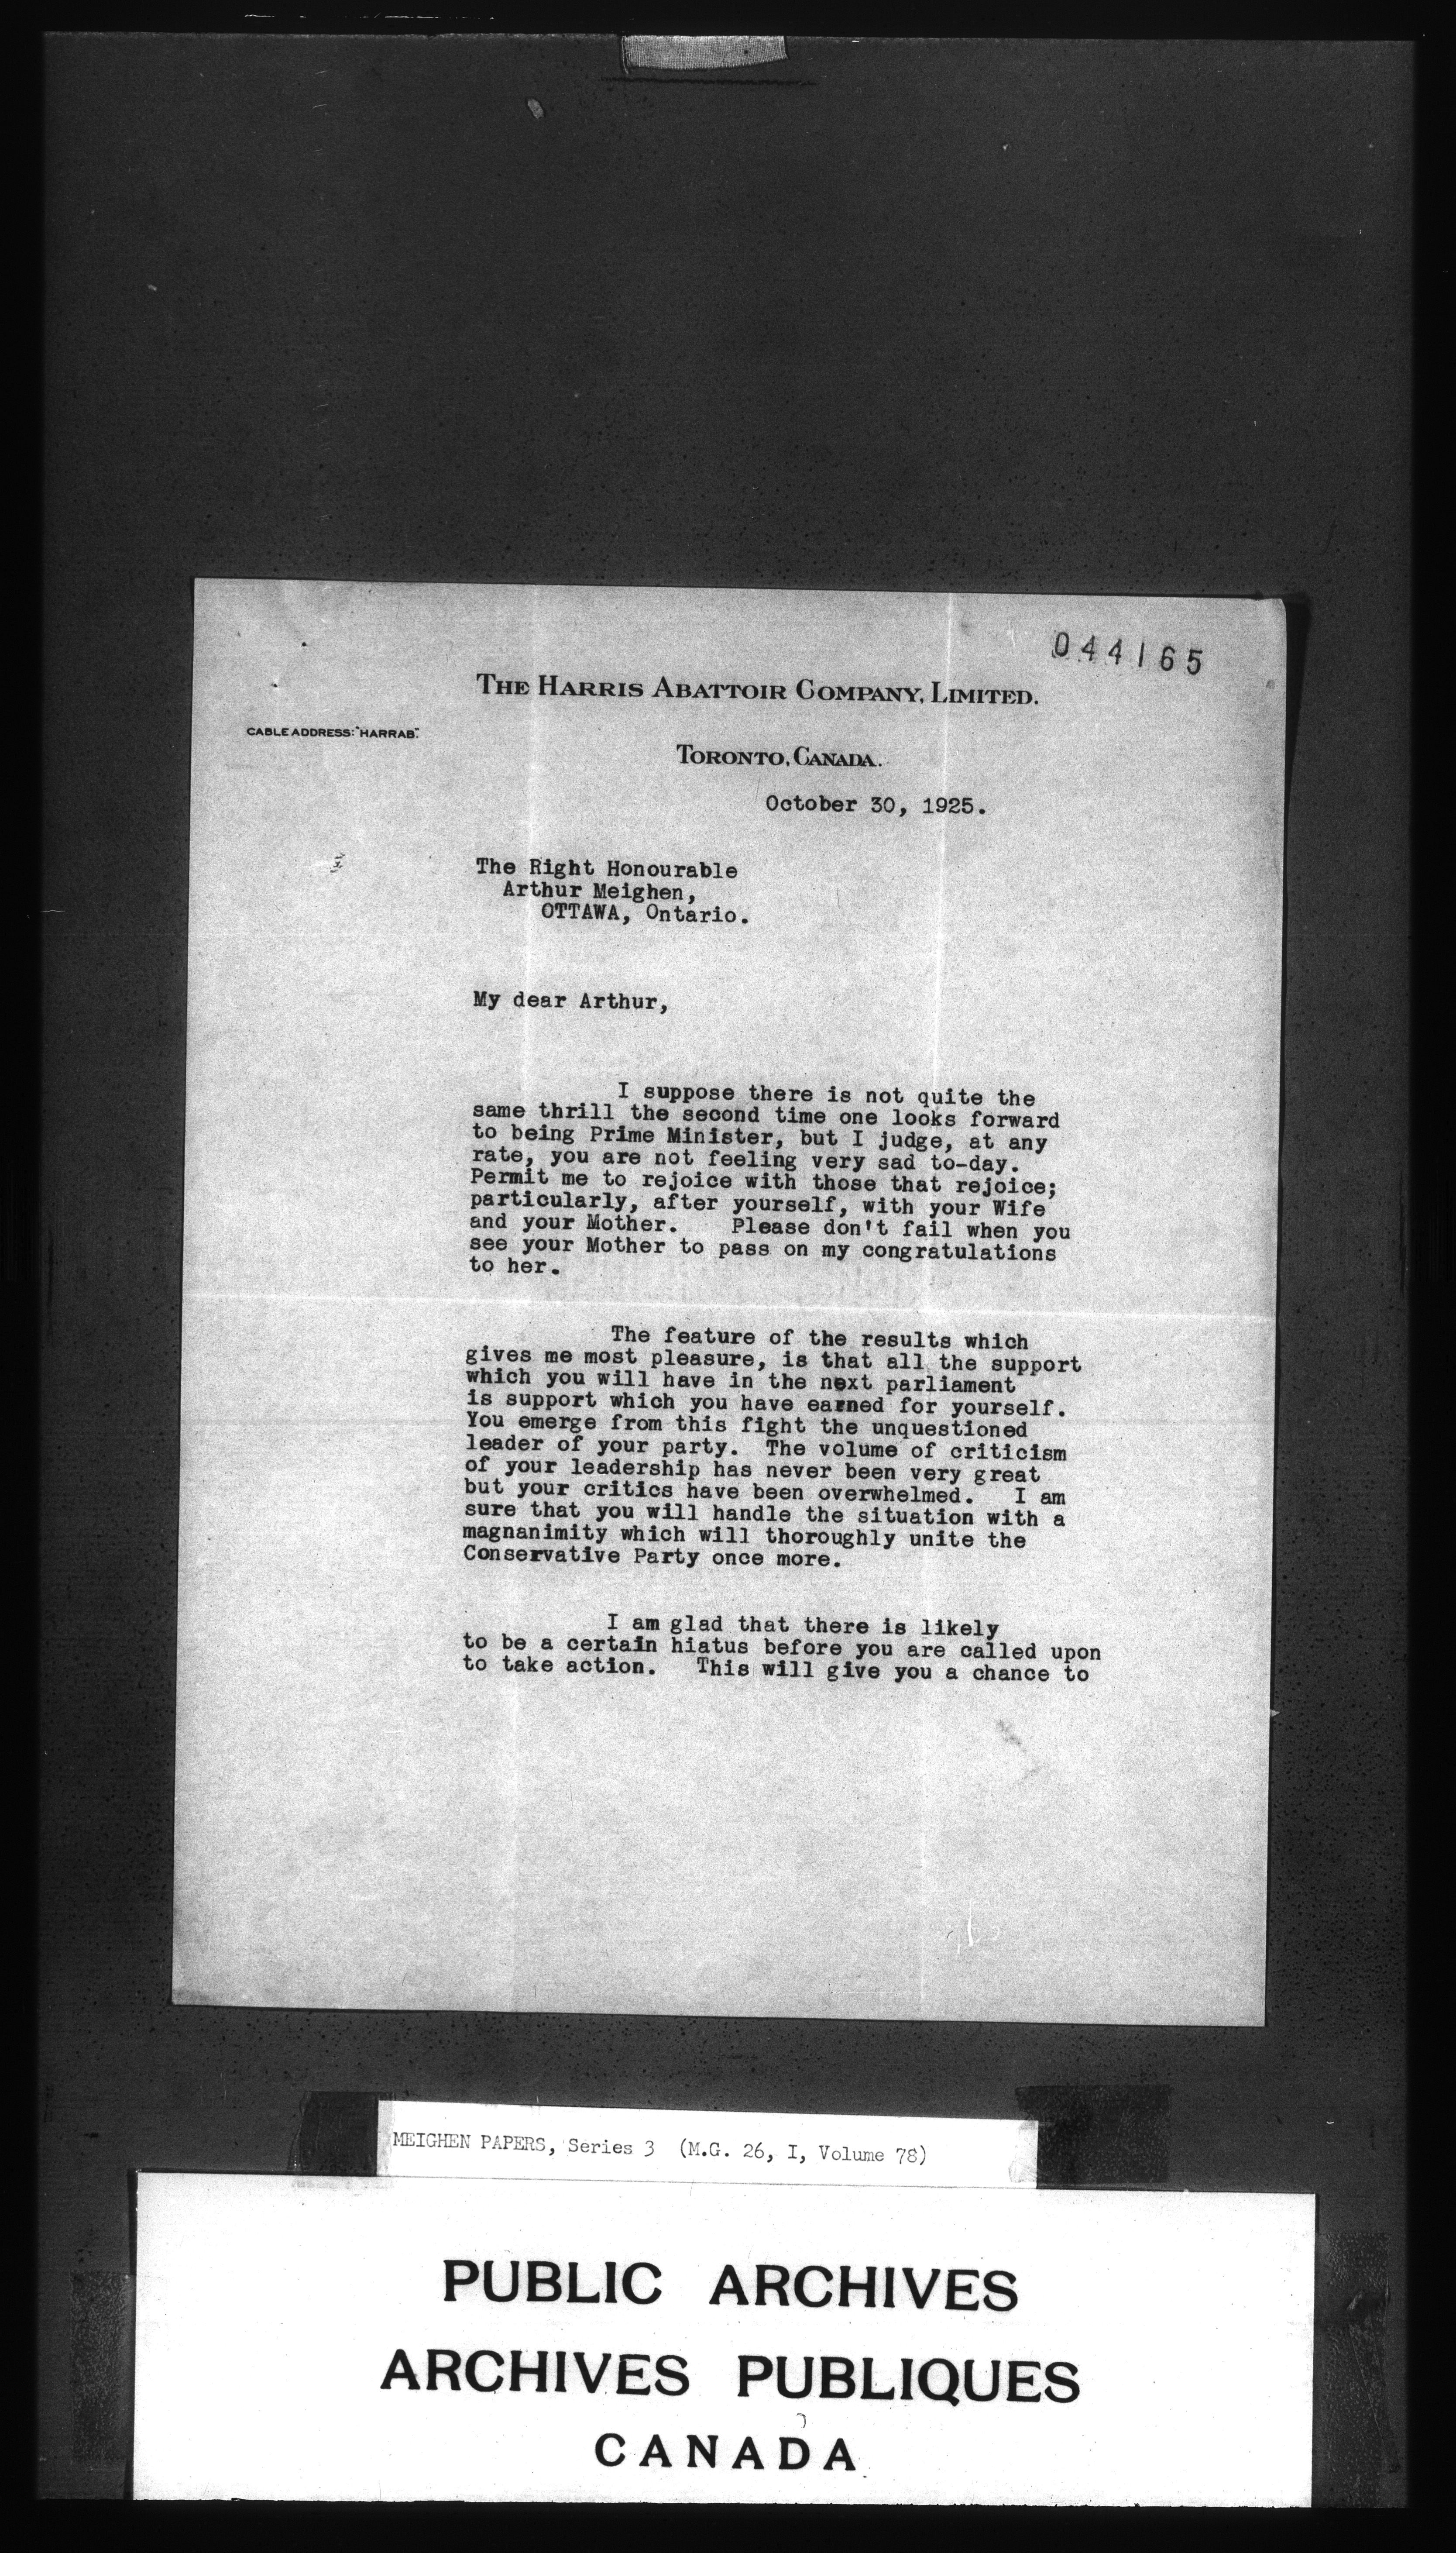 044165
THE HARRIS ABATTOIR COMPANY, LIMITED.
CABLE ADDRESS: "HARRAB."
TORONTO, CANADA.
October 30, 1925.
The Right Honourable
Arthur Meighen,
OTTAWA, Ontario.
My dear Arthur,
I suppose there is not quite the
same thrill the second time one looks forward
to being Prime Minister, but I judge, at any
rate, you are not feeling very sad to-day.
Permit me to rejoice with those that rejoice;
particularly, after yourself, with your Wife
and your Mother. Please don't fail when you
see your Mother to pass on my congratulations
to her.
The feature of the results which
gives me most pleasure, is that all the support
which you will have in the next parliament
is support which you have earned for yourself.
You emerge from this fight the unquestioned
leader of your party. The volume of criticism
of your leadership has never been very great
but your critics have been overwhelmed. I am
sure that you will handle the situation with a
magnanimity which will thoroughly unite the
Conservative Party once more.
I am glad that there is likely
to be a certain hiatus before you are called upon
to take action. This will give you a chance to
MEIGHEN PAPERS, Series 3 (M.G. 26, I, Volume 78)
PUBLIC ARCHIVES
ARCHIVES PUBLIQUES
CANADA